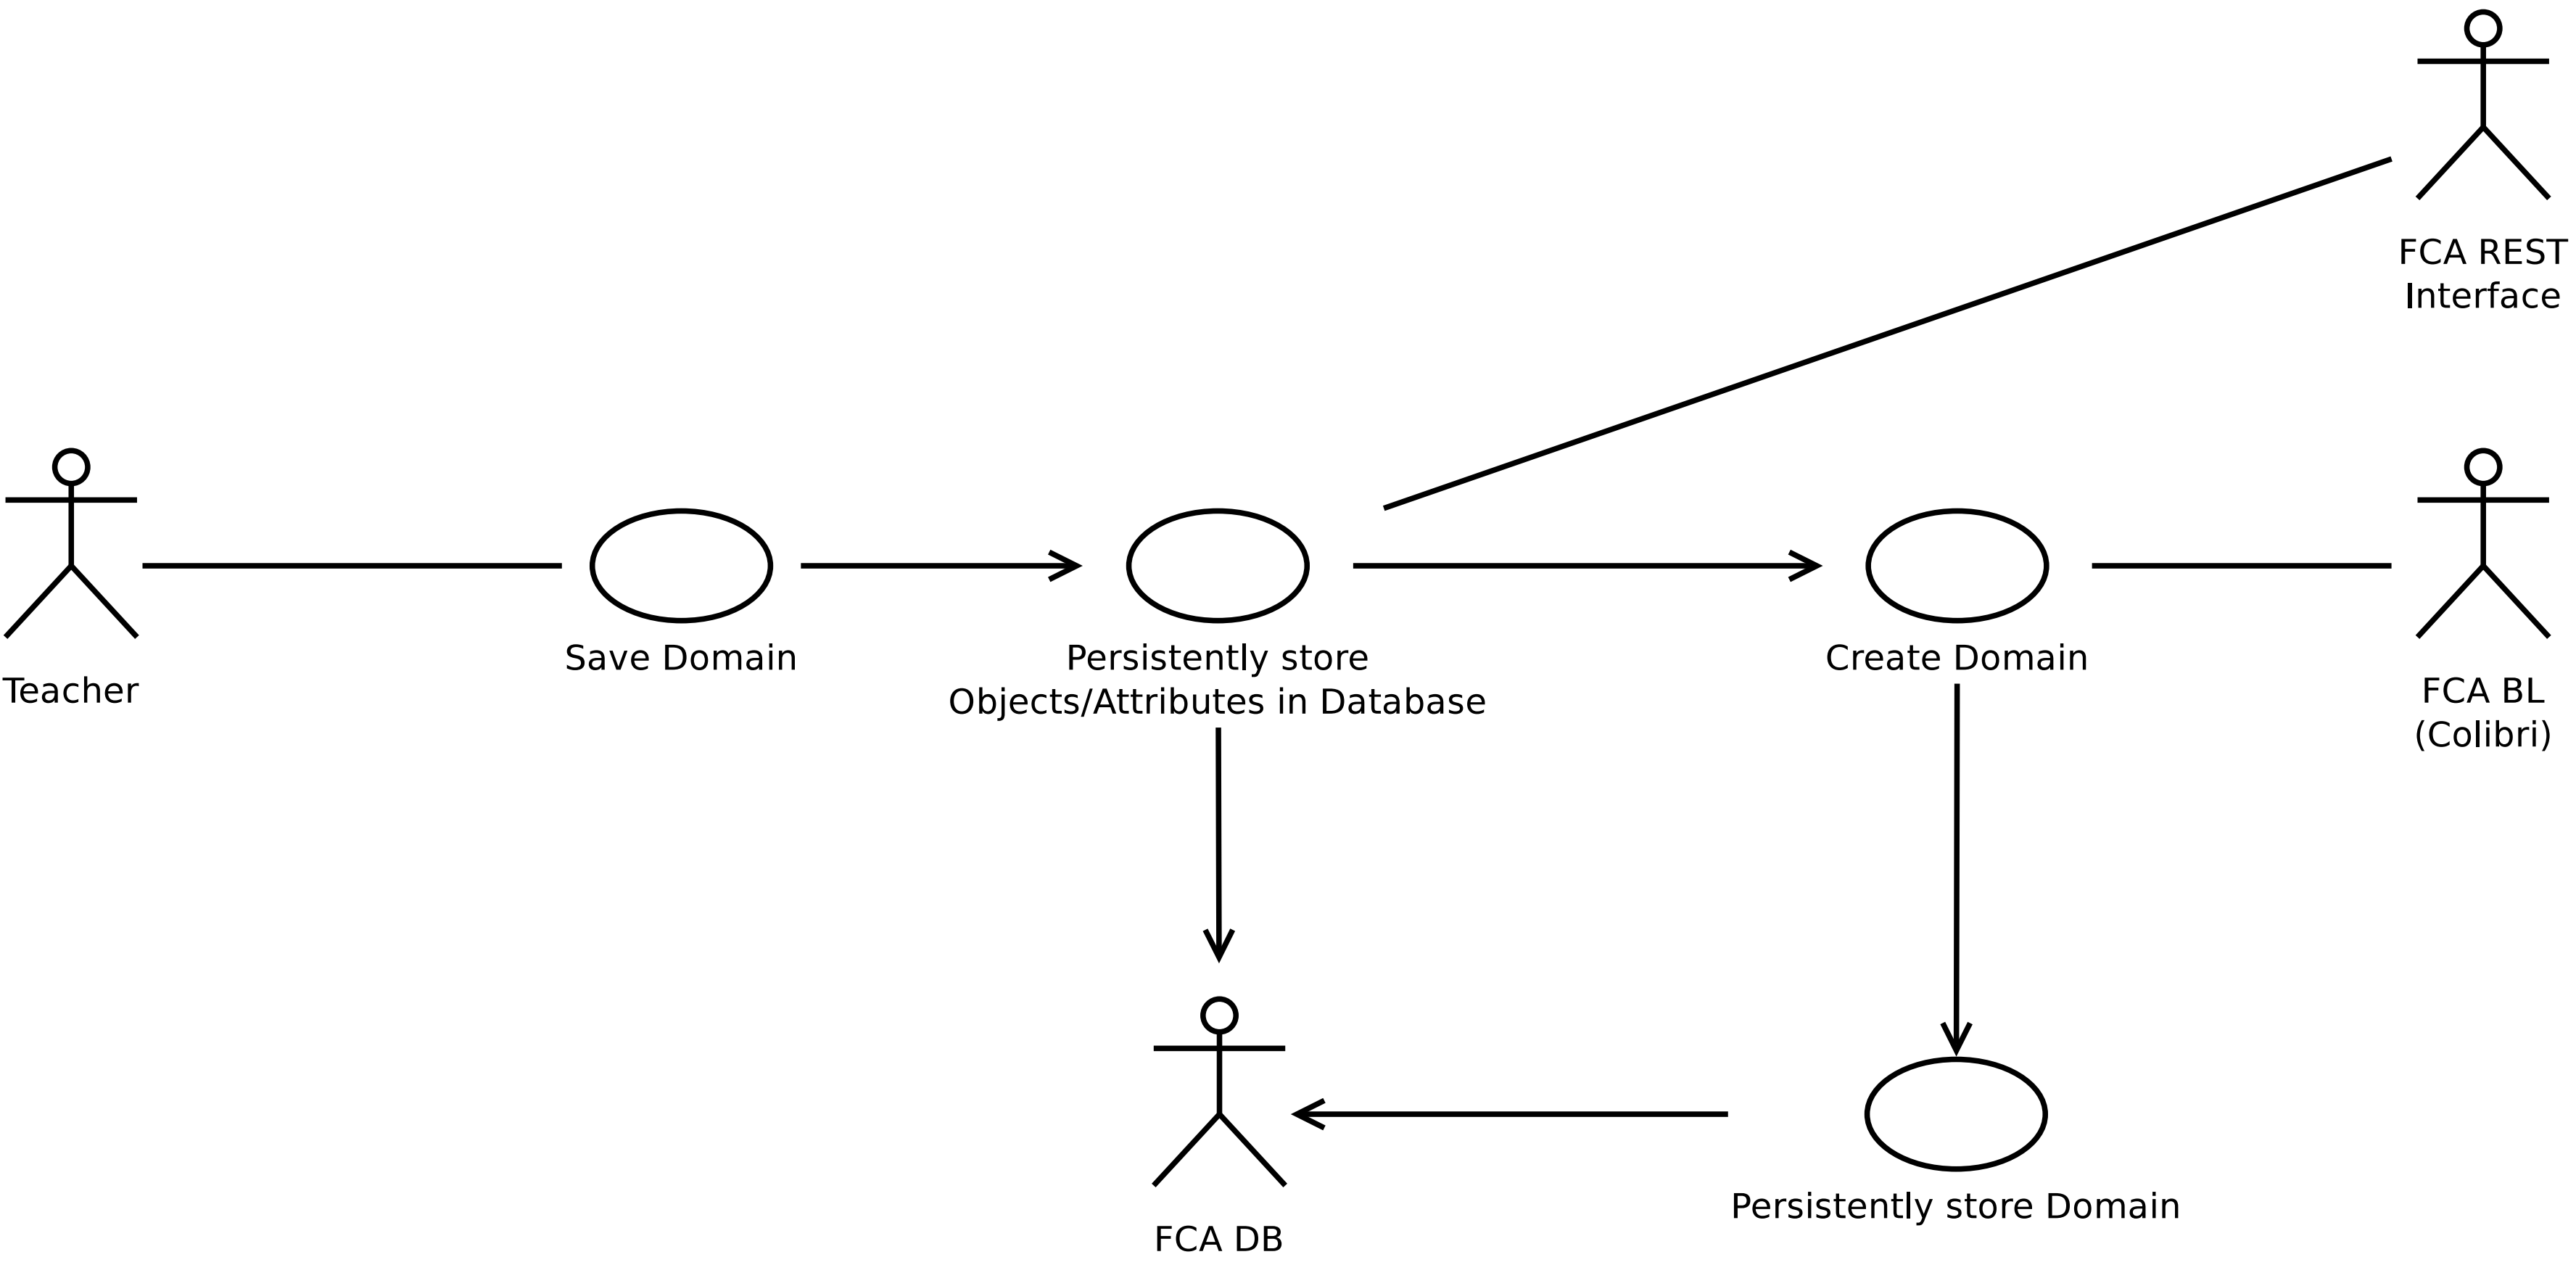 FCA REST
Interface
Teacher
Save Domain
Persistently store
Objects/Attributes in Database
Create Domain
FCA BL
(Colibri)
FCA DB
Persistently store Domain